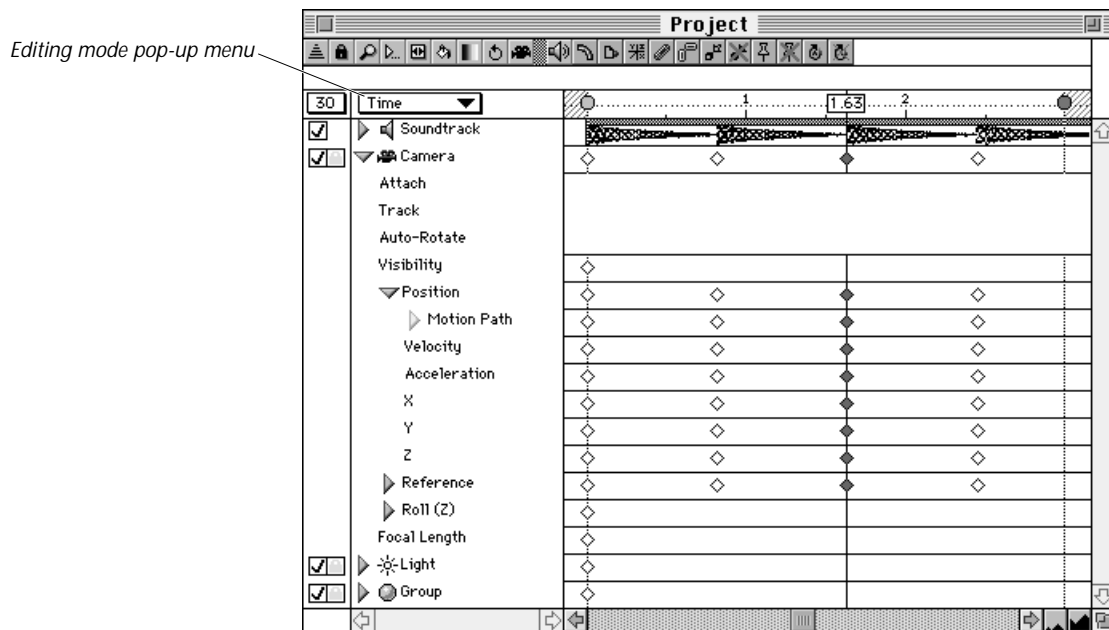 Project
Editing mode pop-up menu
30 Time 1 1.63 2
Soundtrack
Camera
Attach
Track
Auto-Rotate
Visibility
Position
Motion Path
Velocity
Acceleration
X
Y
Z
Reference
Roll (Z)
Focal Length
Light
Group